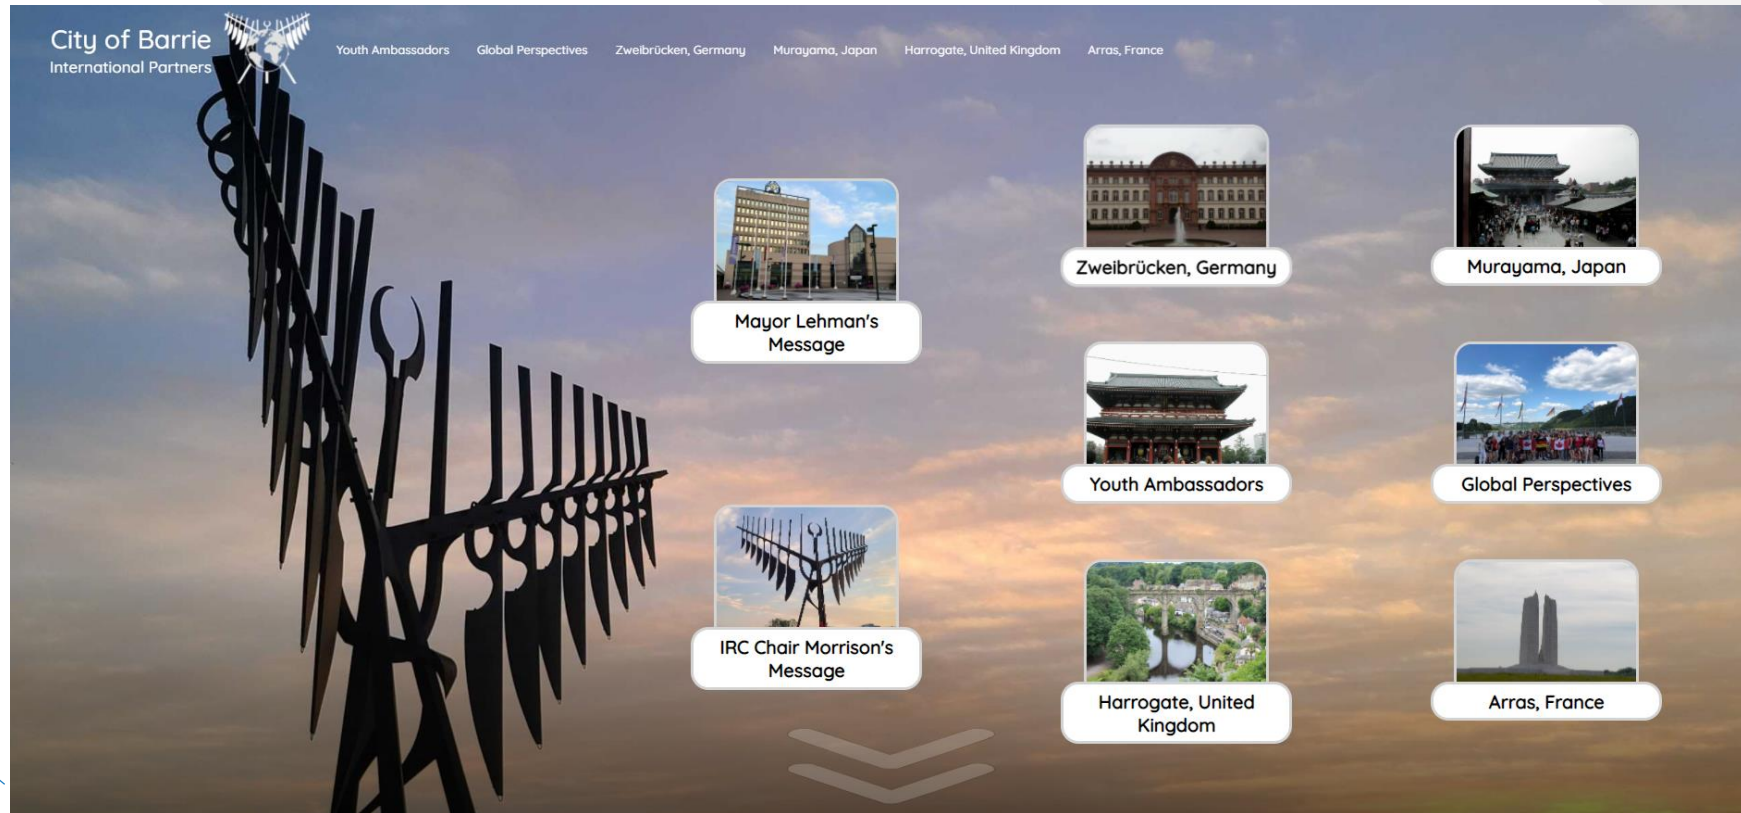 City of Barrie
International Partners
Youth Ambassadors
Global Perspectives
Zweibrücken, Germany
Murayama, Japan
Harrogate, United Kingdom
Arras, France
Mayor Lehman's
Message
Zweibrücken, Germany
Murayama, Japan
Youth Ambassadors
Global Perspectives
IRC Chair Morrison's
Message
Harrogate, United
Kingdom
Arras, France